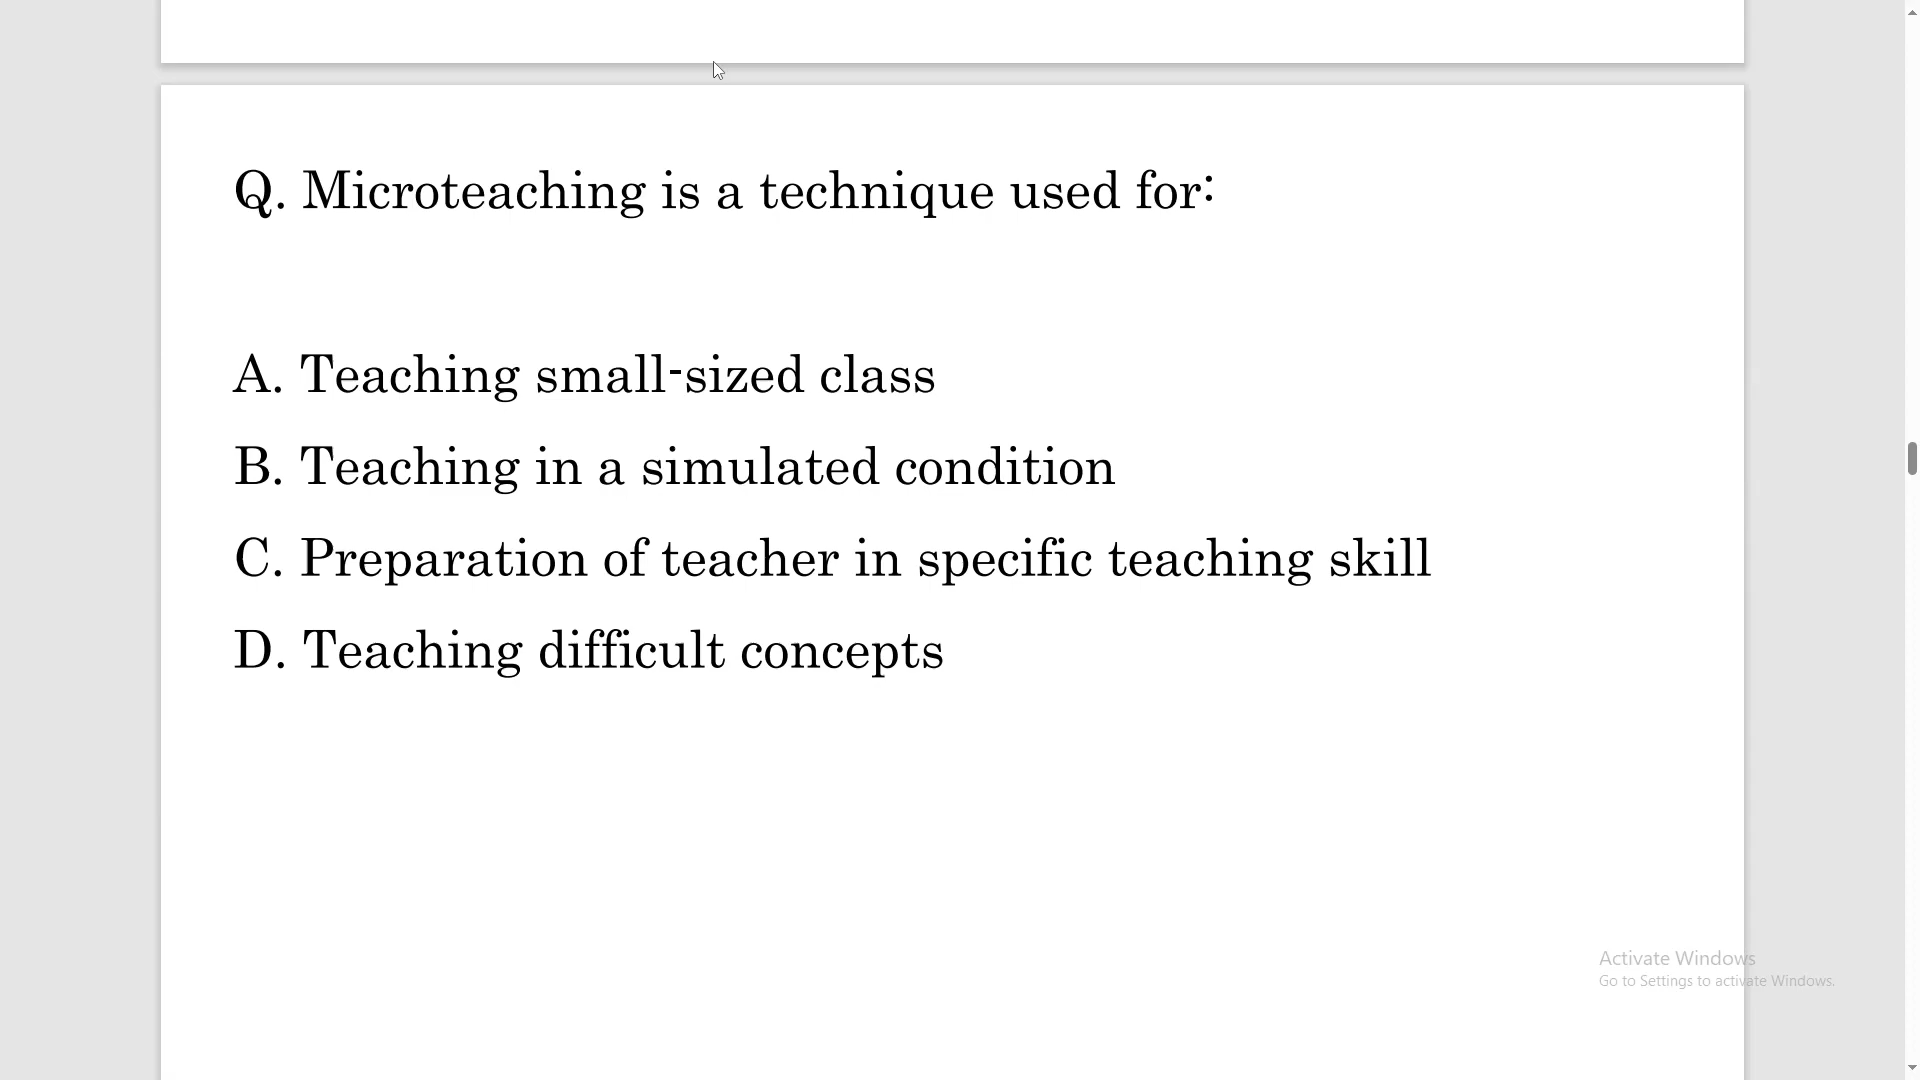 Q. Microteaching is a technique used for:
A. Teaching small-sized class
B. Teaching in a simulated condition
C. Preparation of teacher in specific teaching skill
D. Teaching difficult concepts
Activate Windows
Go to Settings to activate Windows.